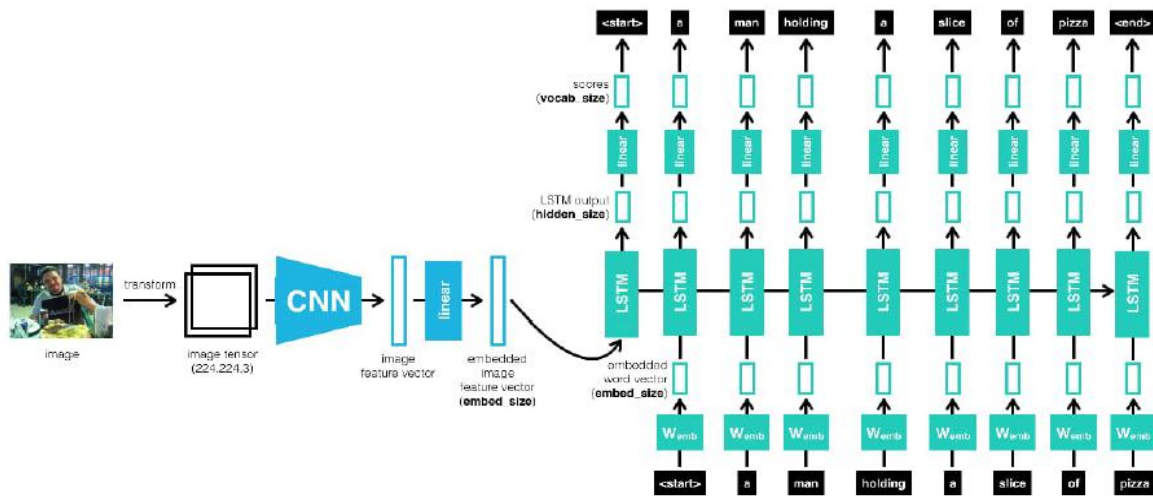 <start> a man holding a slice of pizza <end>
scores
(vocab_size)
linear linear linear linear linear linear linear linear linear
LSTM output
(hidden_size)
LSTM LSTM LSTM LSTM LSTM LSTM LSTM LSTM LSTM
transform
CNN
linear
image
image tensor
(224,224,3)
image
feature vector
embedded
image
feature vector
(embed_size)
embedded
word vector
(embed_size)
Wemb Wemb Wemb Wemb Wemb Wemb Wemb Wemb
<start> a man holding a slice of pizza